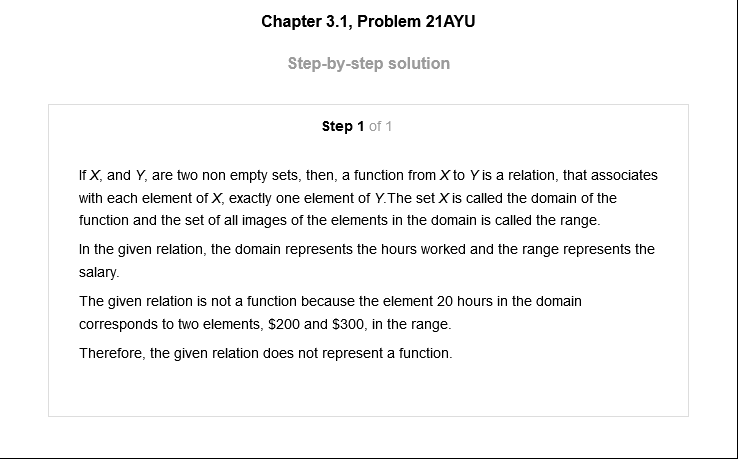 Chapter 3.1, Problem 21AYU
Step-by-step solution
Step 1 of 1
If X, and Y, are two non empty sets, then, a function from X to Y is a relation, that associates
with each element of X, exactly one element of Y.The set X is called the domain of the
function and the set of all images of the elements in the domain is called the range.
In the given relation, the domain represents the hours worked and the range represents the
salary.
The given relation is not a function because the element 20 hours in the domain
corresponds to two elements, $200 and $300, in the range.
Therefore, the given relation does not represent a function.